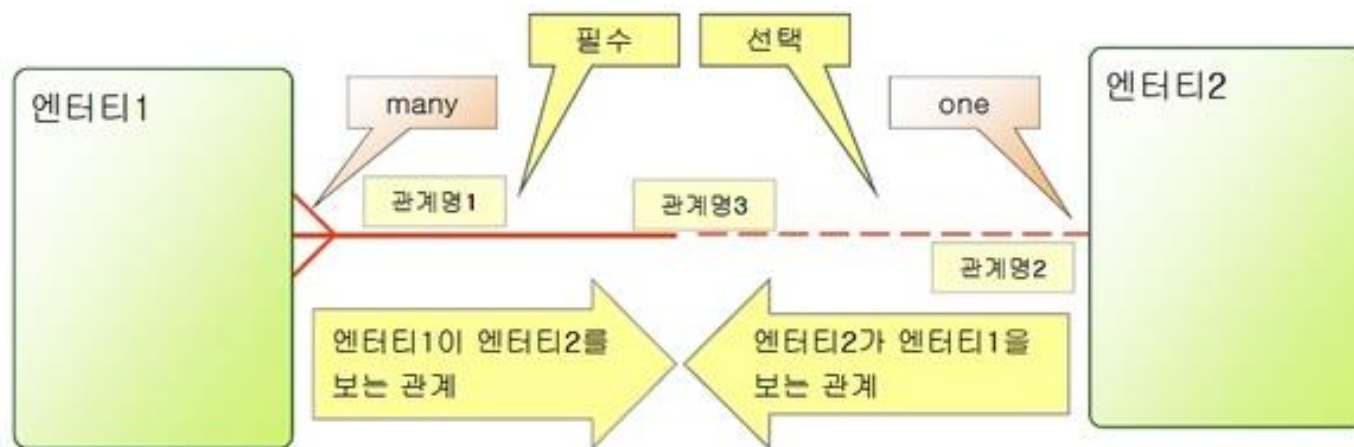 필수
선택
엔터티1
many
one
엔터티2
관계명1
관계명3
관계명2
엔터티1이 엔터티2를
보는 관계
엔터티2가 엔터티1을
보는 관계